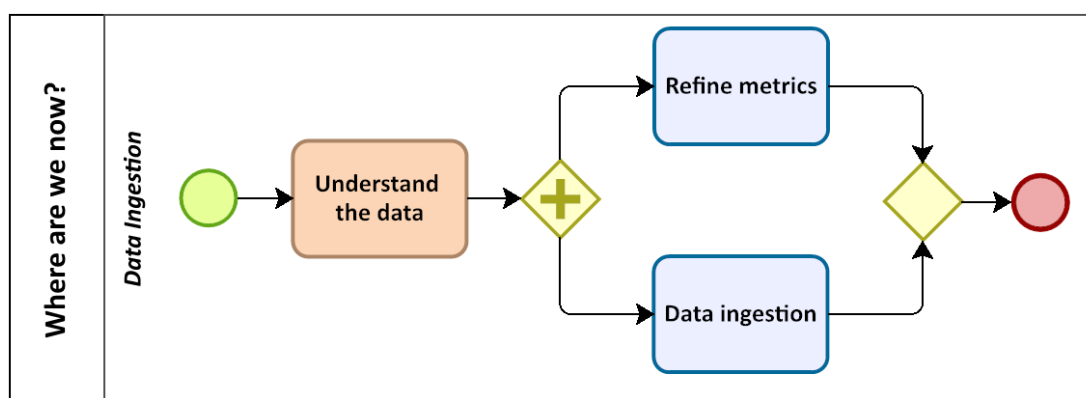 Where are we now?
Data Ingestion
Understand
the data
Refine metrics
Data ingestion